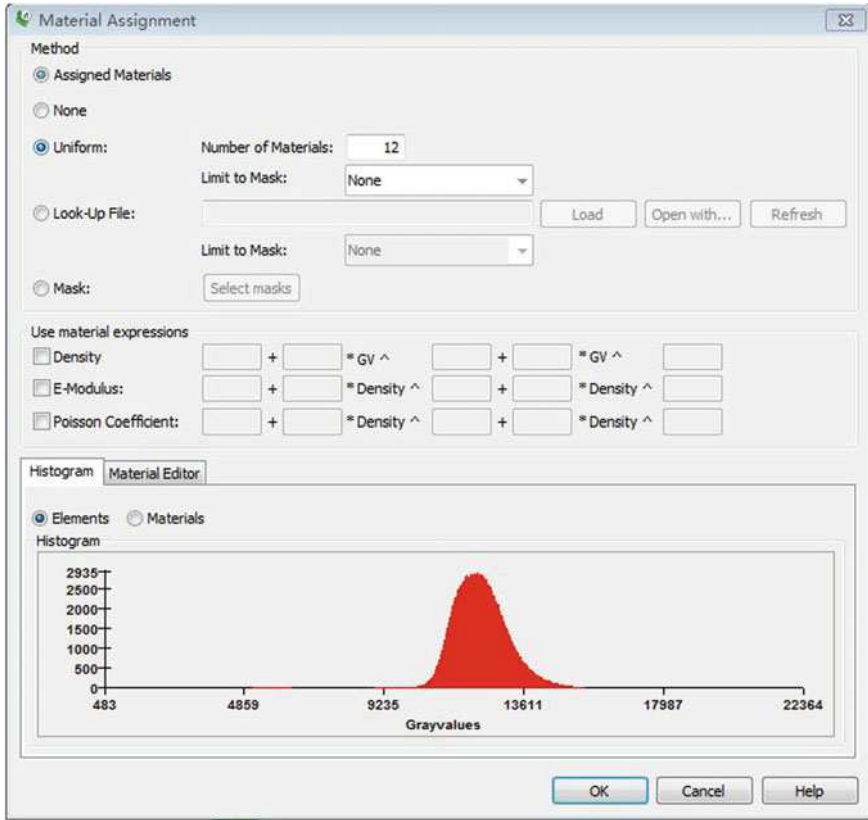 Material Assignment
Method
Assigned Materials
None
Uniform: Number of Materials: 12
Limit to Mask: None
Look-Up File: Load Open with... Refresh
Limit to Mask: None
Mask: Select masks
Use material expressions
Density + * GV ^ + * GV ^
E-Modulus: + * Density ^ + * Density ^
Poisson Coefficient: + * Density ^ + * Density ^
Histogram Material Editor
Elements Materials
Histogram
2935
2500
2000
1500
1000
500
0
483 4859 9235 13611 17987 22364
Grayvalues
OK Cancel Help